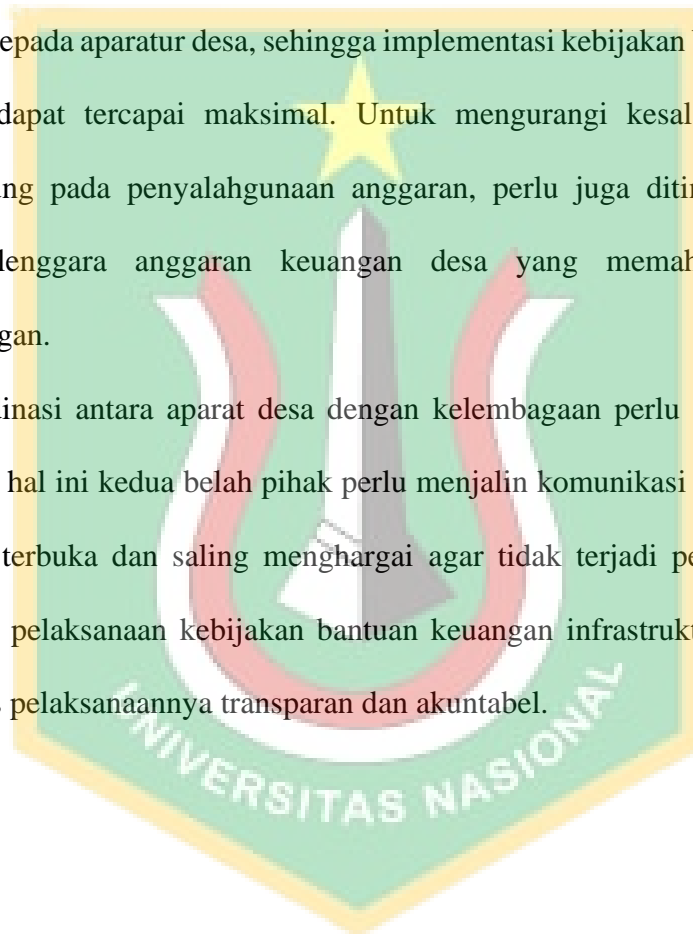 epada aparatur desa, sehingga implementasi kebijakan
dapat tercapai maksimal. Untuk mengurangi kesal
ng pada penyalahgunaan anggaran, perlu juga diti
lenggara anggaran keuangan desa yang memah
gan.
inasi antara aparat desa dengan kelembagaan perlu
hal ini kedua belah pihak perlu menjalin komunikasi
terbuka dan saling menghargai agar tidak terjadi pe
pelaksanaan kebijakan bantuan keuangan infrastrukt
pelaksanaannya transparan dan akuntabel.
UNIVERSITAS NASIONAL